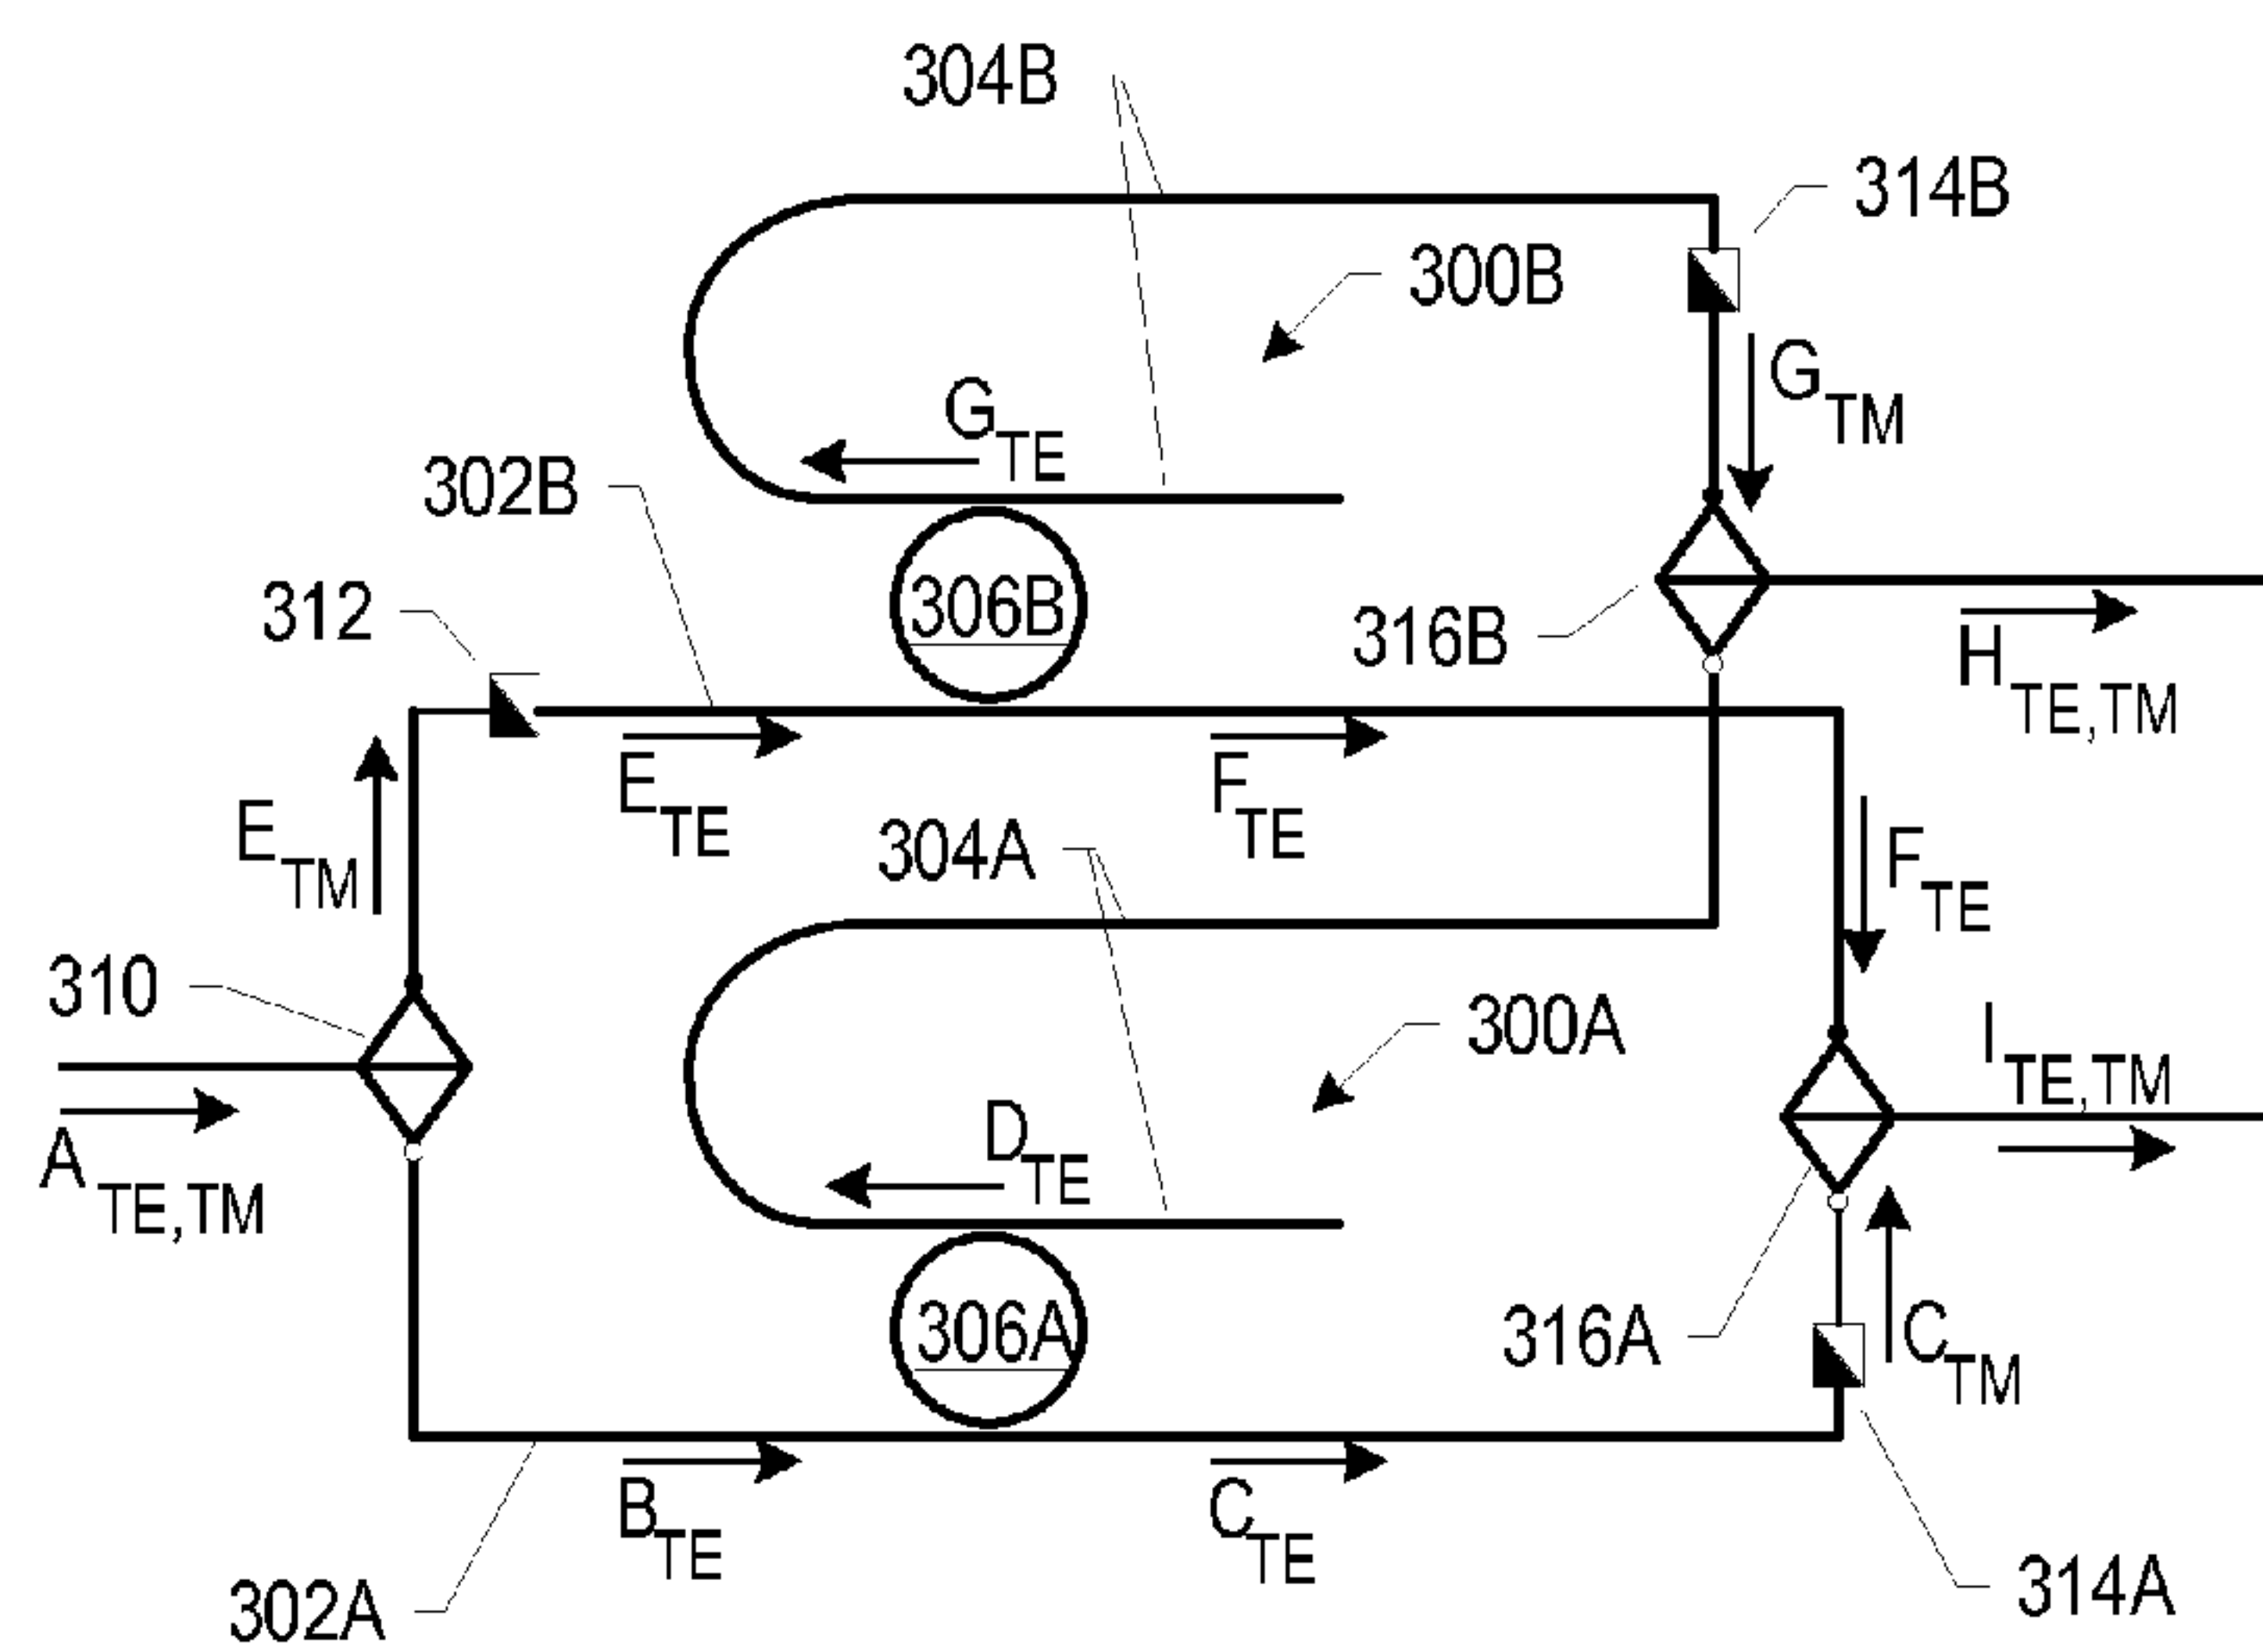 304B
314B
300B
G TM
G TE
302B
306B
312
316B
H TE,TM
E TE
F TE
E TM
304A
F TE
310
300A
I TE,TM
D TE
A TE,TM
306A
316A
C TM
B TE
C TE
302A
314A